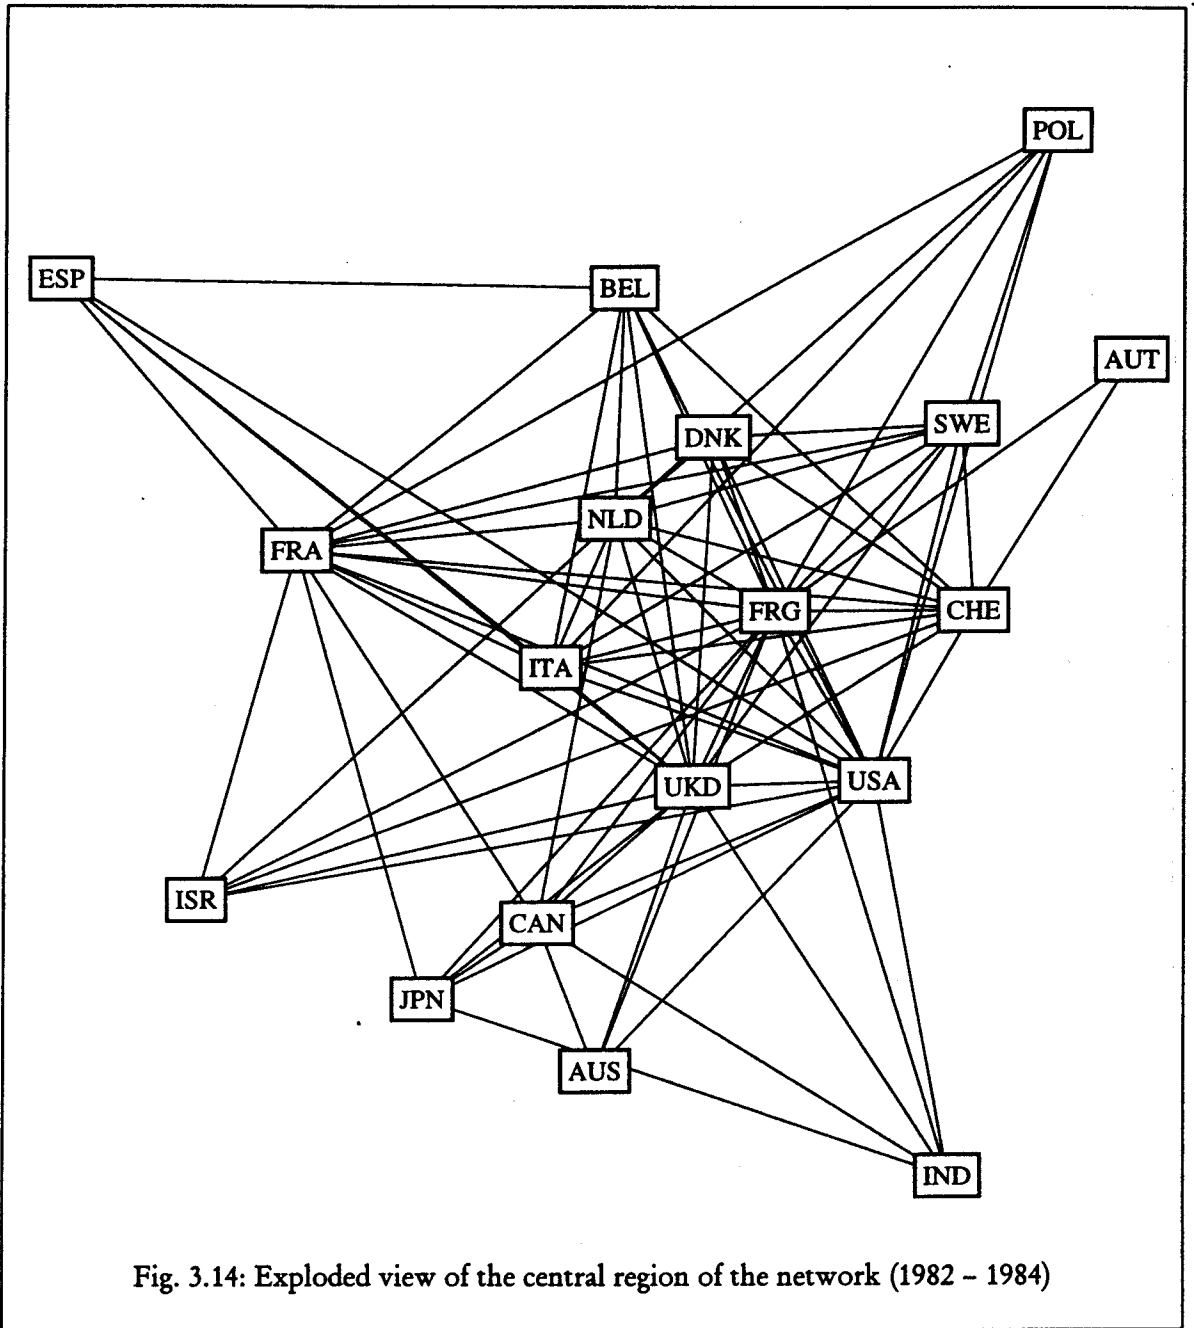 POL
ESP
BEL
AUT
DNK
SWE
NLD
FRA
FRG
CHE
ITA
UKD
USA
ISR
CAN
JPN
AUS
IND
Fig. 3.14: Exploded view of the central region of the network (1982 – 1984)